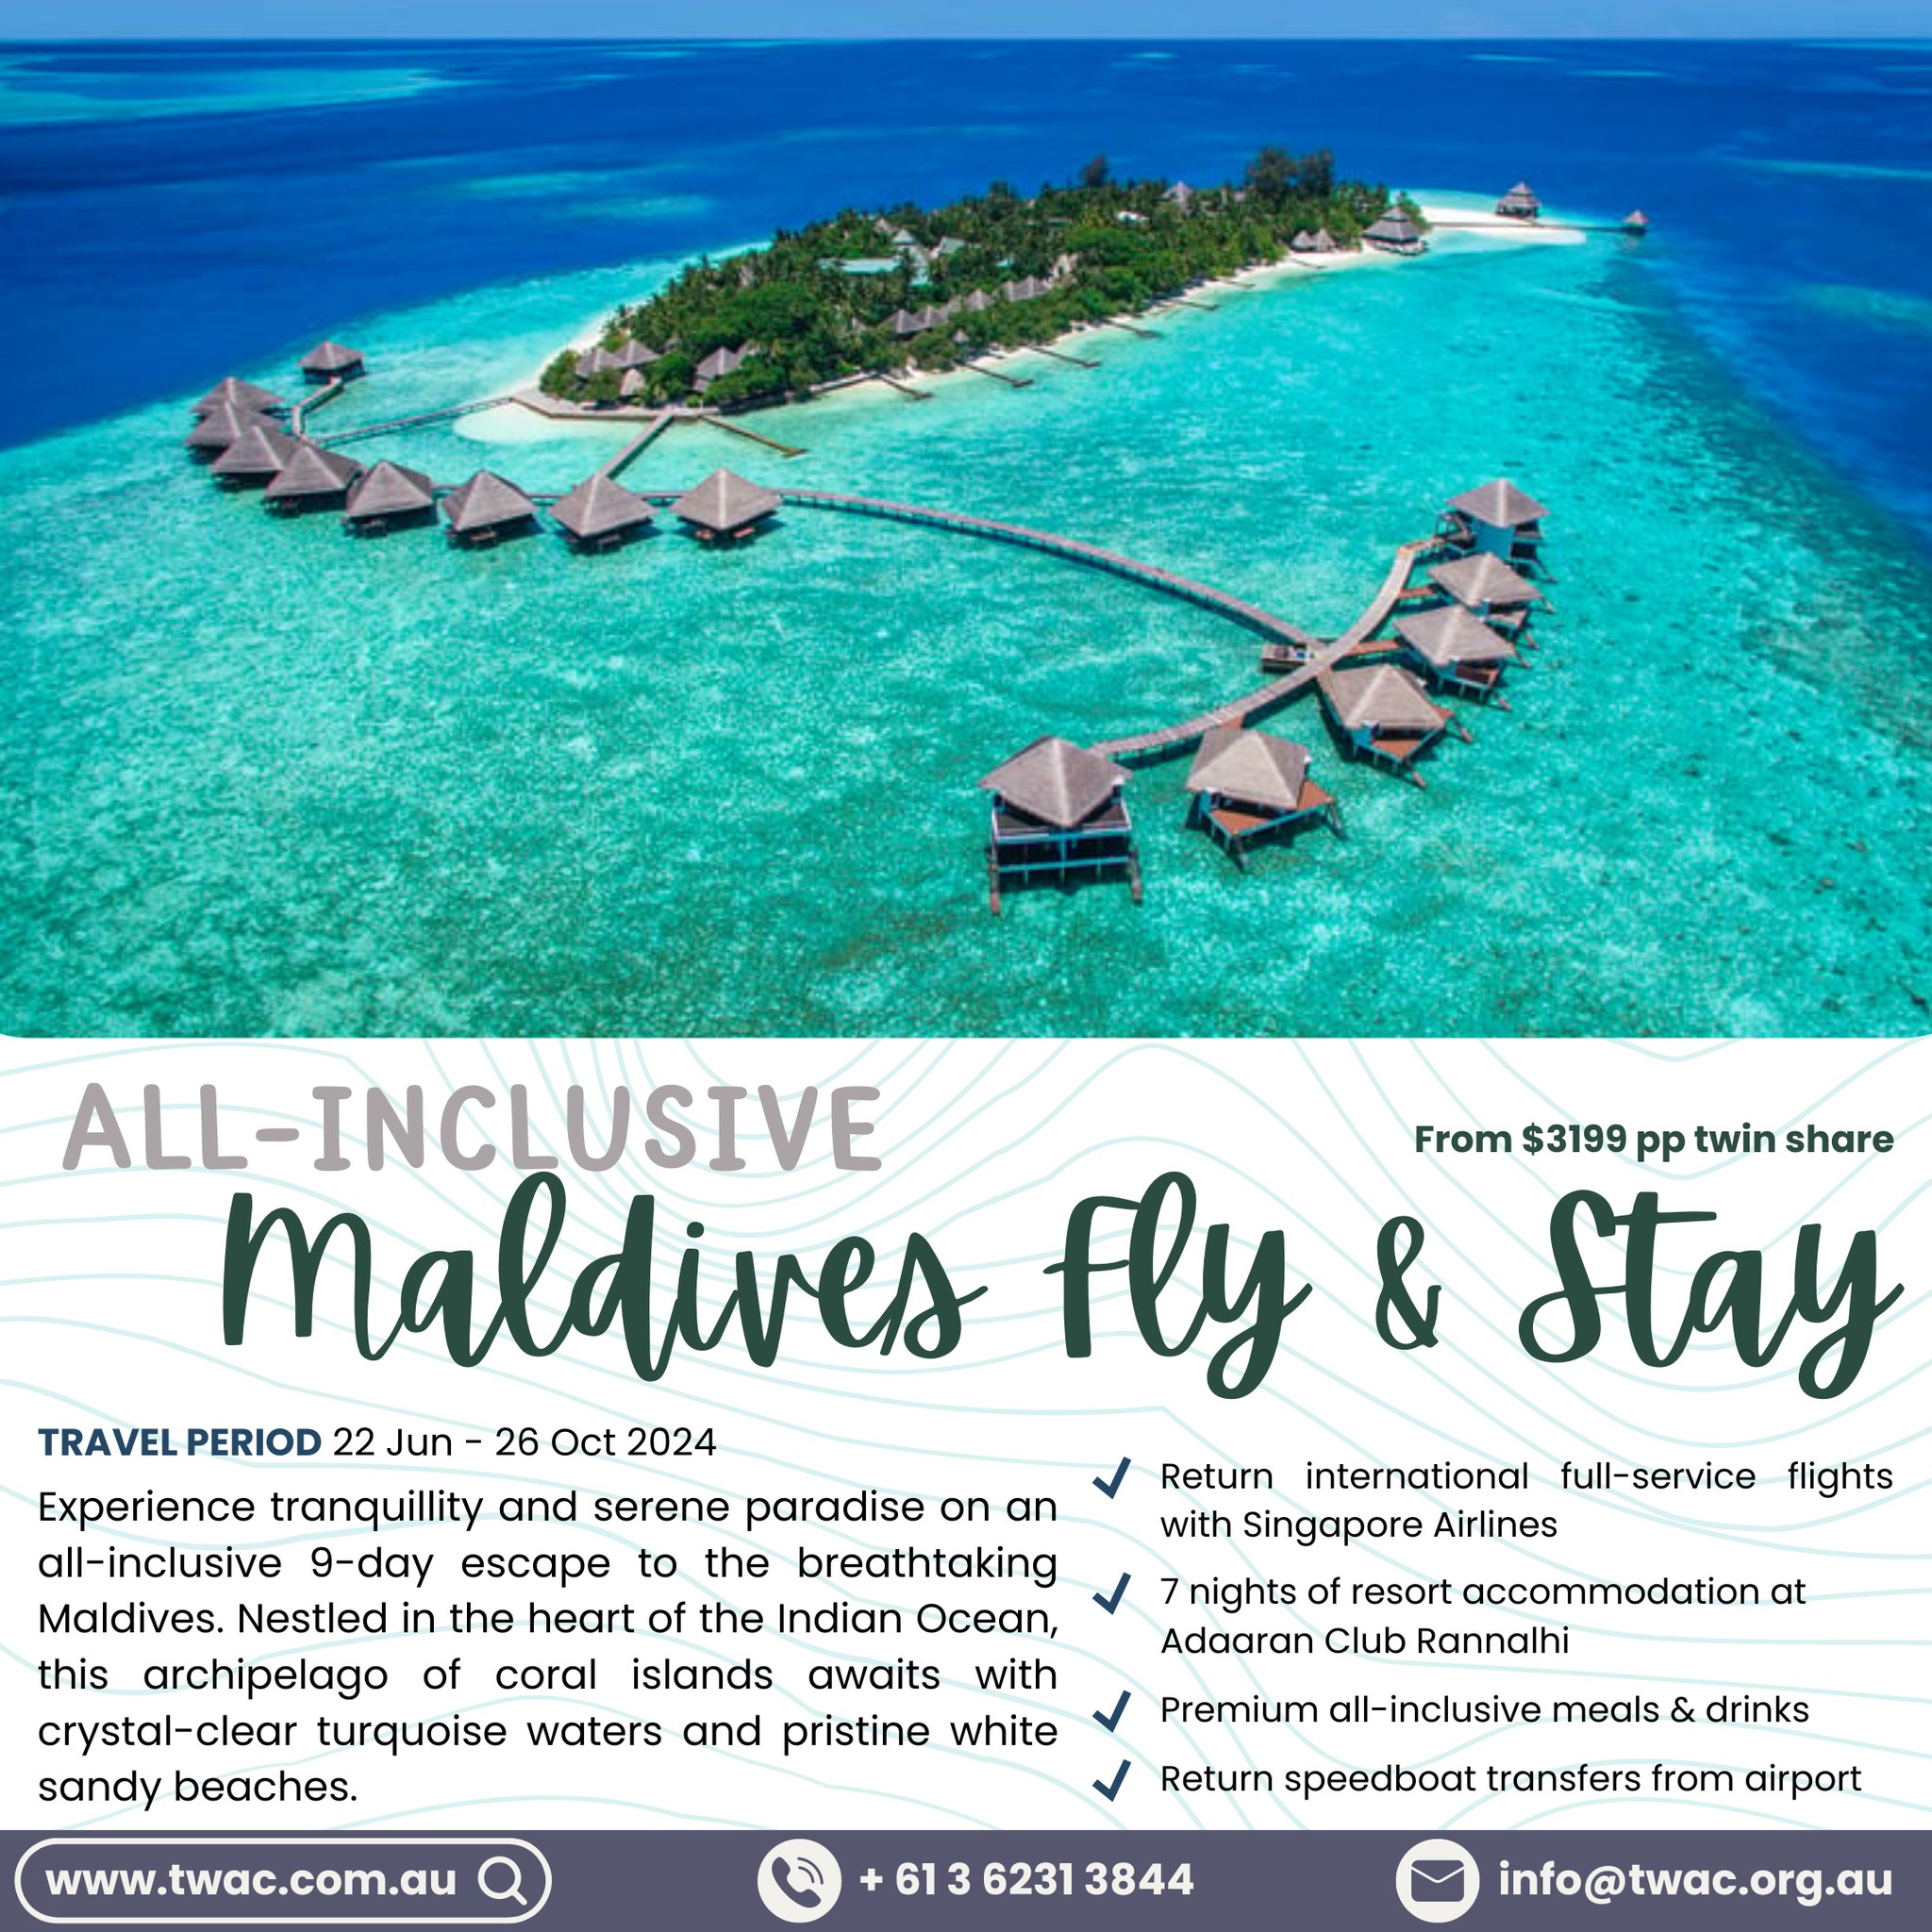 ALL-INCLUSIVE
From $3199 pp twin share
Maldives Fly & Stay
TRAVEL PERIOD 22 Jun - 26 Oct 2024
Experience tranquillity and serene paradise on an
all-inclusive 9-day escape to the breathtaking
Maldives. Nestled in the heart of the Indian Ocean,
this archipelago of coral islands awaits with
crystal-clear turquoise waters and pristine white
sandy beaches.
Return international full-service flights
with Singapore Airlines
7 nights of resort accommodation at
Adaaran Club Rannalhi
Premium all-inclusive meals & drinks
Return speedboat transfers from airport
www.twac.com.au
+ 61 3 6231 3844
info@twac.org.au